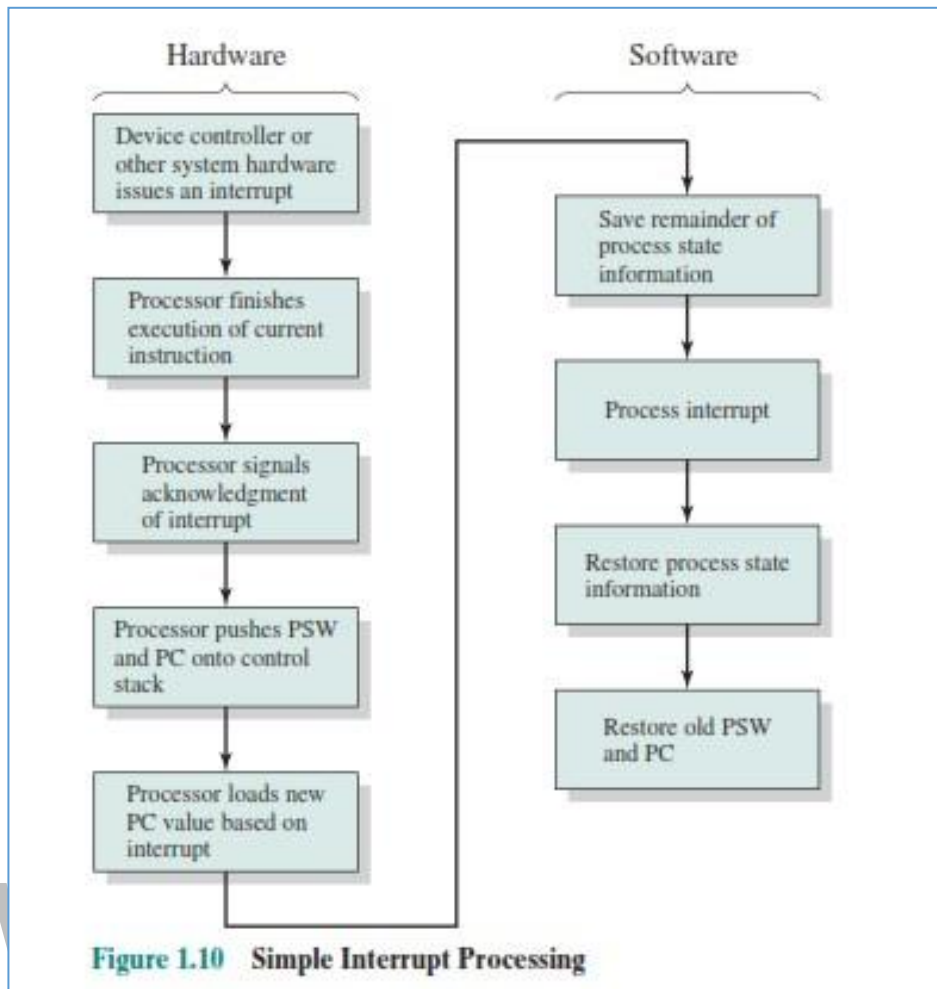 Hardware
Device controller or
other system hardware
issues an interrupt
Processor finishes
execution of current
instruction
Processor signals
acknowledgment
of interrupt
Processor pushes PSW
and PC onto control
stack
Processor loads new
PC value based on
interrupt
Software
Save remainder of
process state
information
Process interrupt
Restore process state
information
Restore old PSW
and PC
Figure 1.10 Simple Interrupt Processing